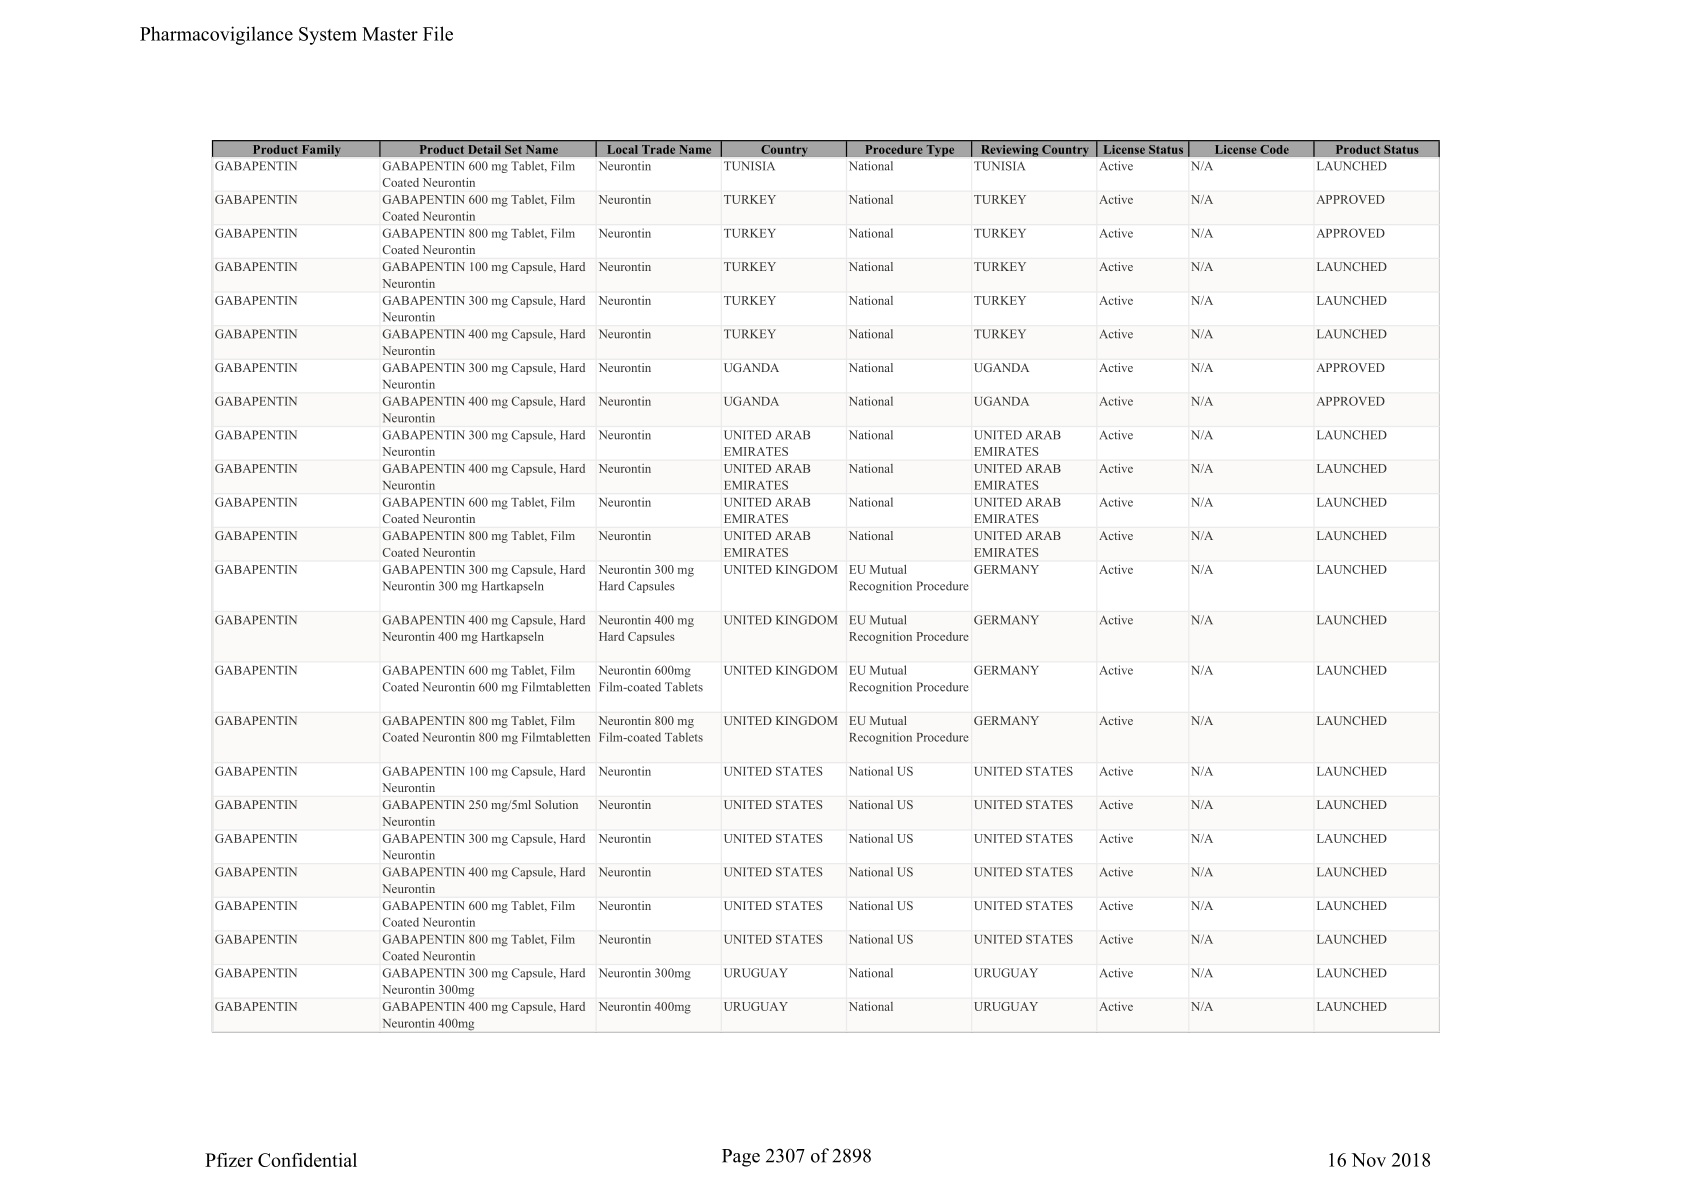 Pharmacovigilance System Master File
Product Family Product Detail Set Name Local Trade Name Country Procedure Type Reviewing Country License Status License Code Product Status
GABAPENTIN GABAPENTIN 600 mg Tablet, Film Neurontin TUNISIA National TUNISIA Active N/A LAUNCHED
Coated Neurontin
GABAPENTIN GABAPENTIN 600 mg Tablet, Film Neurontin TURKEY National TURKEY Active N/A APPROVED
Coated Neurontin
GABAPENTIN GABAPENTIN 800 mg Tablet, Film Neurontin TURKEY National TURKEY Active N/A APPROVED
Coated Neurontin
GABAPENTIN GABAPENTIN 100 mg Capsule, Hard Neurontin TURKEY National TURKEY Active N/A LAUNCHED
Neurontin
GABAPENTIN GABAPENTIN 300 mg Capsule, Hard Neurontin TURKEY National TURKEY Active N/A LAUNCHED
Neurontin
GABAPENTIN GABAPENTIN 400 mg Capsule, Hard Neurontin TURKEY National TURKEY Active N/A LAUNCHED
Neurontin
GABAPENTIN GABAPENTIN 300 mg Capsule, Hard Neurontin UGANDA National UGANDA Active N/A APPROVED
Neurontin
GABAPENTIN GABAPENTIN 400 mg Capsule, Hard Neurontin UGANDA National UGANDA Active N/A APPROVED
Neurontin
GABAPENTIN GABAPENTIN 300 mg Capsule, Hard Neurontin UNITED ARAB National UNITED ARAB Active N/A LAUNCHED
Neurontin EMIRATES EMIRATES
GABAPENTIN GABAPENTIN 400 mg Capsule, Hard Neurontin UNITED ARAB National UNITED ARAB Active N/A LAUNCHED
Neurontin EMIRATES EMIRATES
GABAPENTIN GABAPENTIN 600 mg Tablet, Film Neurontin UNITED ARAB National UNITED ARAB Active N/A LAUNCHED
Coated Neurontin EMIRATES EMIRATES
GABAPENTIN GABAPENTIN 800 mg Tablet, Film Neurontin UNITED ARAB National UNITED ARAB Active N/A LAUNCHED
Coated Neurontin EMIRATES EMIRATES
GABAPENTIN GABAPENTIN 300 mg Capsule, Hard Neurontin 300 mg UNITED KINGDOM EU Mutual GERMANY Active N/A LAUNCHED
Neurontin 300 mg Hartkapseln Hard Capsules Recognition Procedure
GABAPENTIN GABAPENTIN 400 mg Capsule, Hard Neurontin 400 mg UNITED KINGDOM EU Mutual GERMANY Active N/A LAUNCHED
Neurontin 400 mg Hartkapseln Hard Capsules Recognition Procedure
GABAPENTIN GABAPENTIN 600 mg Tablet, Film Neurontin 600mg UNITED KINGDOM EU Mutual GERMANY Active N/A LAUNCHED
Coated Neurontin 600 mg Filmtabletten Film-coated Tablets Recognition Procedure
GABAPENTIN GABAPENTIN 800 mg Tablet, Film Neurontin 800 mg UNITED KINGDOM EU Mutual GERMANY Active N/A LAUNCHED
Coated Neurontin 800 mg Filmtabletten Film-coated Tablets Recognition Procedure
GABAPENTIN GABAPENTIN 100 mg Capsule, Hard Neurontin UNITED STATES National US UNITED STATES Active N/A LAUNCHED
Neurontin
GABAPENTIN GABAPENTIN 250 mg/5ml Solution Neurontin UNITED STATES National US UNITED STATES Active N/A LAUNCHED
Neurontin
GABAPENTIN GABAPENTIN 300 mg Capsule, Hard Neurontin UNITED STATES National US UNITED STATES Active N/A LAUNCHED
Neurontin
GABAPENTIN GABAPENTIN 400 mg Capsule, Hard Neurontin UNITED STATES National US UNITED STATES Active N/A LAUNCHED
Neurontin
GABAPENTIN GABAPENTIN 600 mg Tablet, Film Neurontin UNITED STATES National US UNITED STATES Active N/A LAUNCHED
Coated Neurontin
GABAPENTIN GABAPENTIN 800 mg Tablet, Film Neurontin UNITED STATES National US UNITED STATES Active N/A LAUNCHED
Coated Neurontin
GABAPENTIN GABAPENTIN 300 mg Capsule, Hard Neurontin 300mg URUGUAY National URUGUAY Active N/A LAUNCHED
Neurontin 300mg
GABAPENTIN GABAPENTIN 400 mg Capsule, Hard Neurontin 400mg URUGUAY National URUGUAY Active N/A LAUNCHED
Neurontin 400mg
Pfizer Confidential Page 2307 of 2898 16 Nov 2018